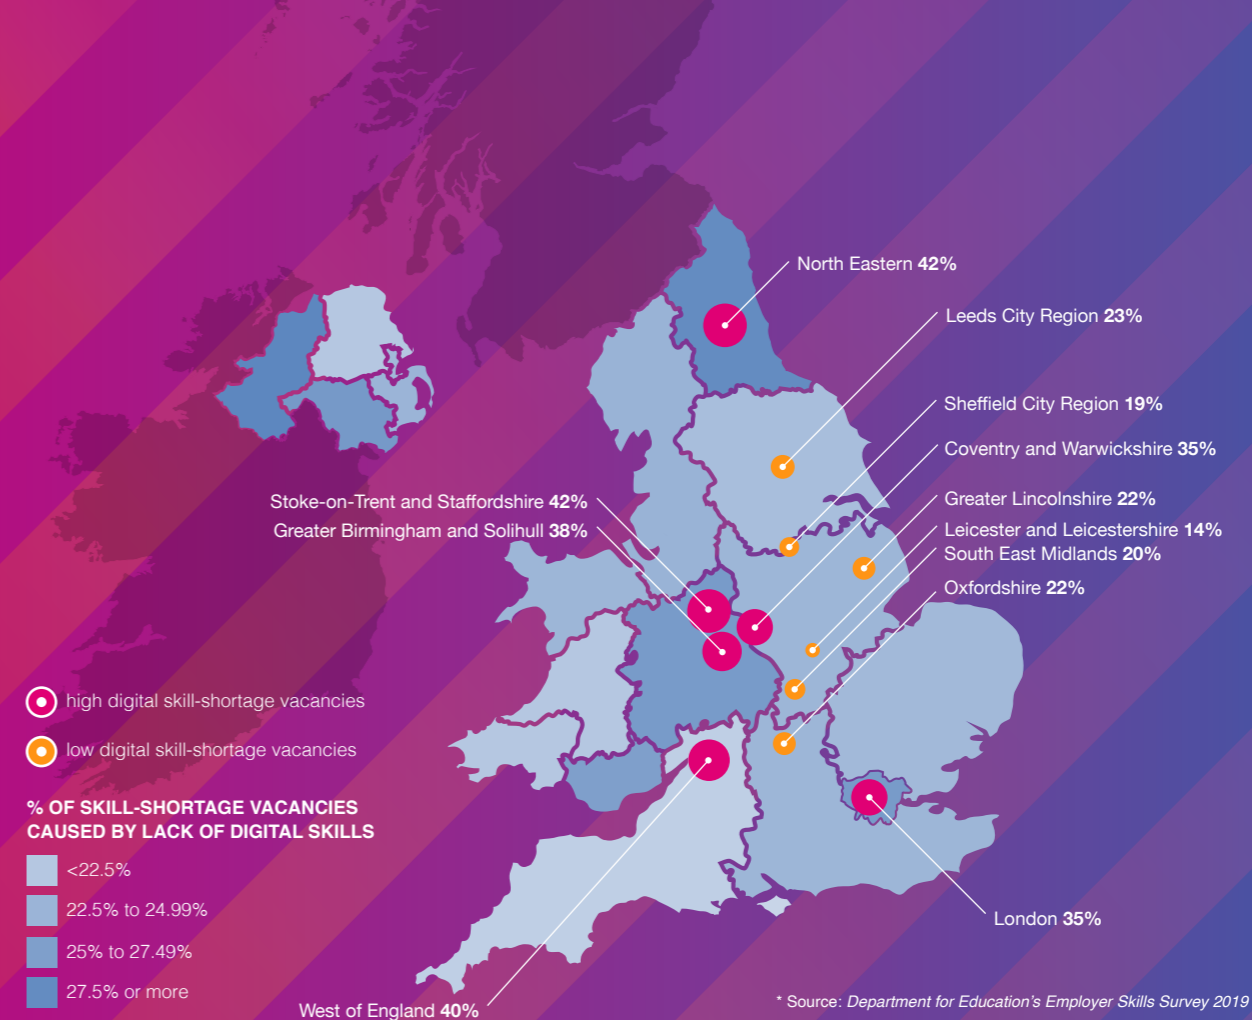 North Eastern 42%
Leeds City Region 23%
Sheffield City Region 19%
Coventry and Warwickshire 35%
Stoke-on-Trent and Staffordshire 42%
Greater Lincolnshire 22%
Greater Birmingham and Solihull 38%
Leicester and Leicestershire 14%
South East Midlands 20%
Oxfordshire 22%
high digital skill-shortage vacancies
low digital skill-shortage vacancies
% OF SKILL-SHORTAGE VACANCIES
CAUSED BY LACK OF DIGITAL SKILLS
<22.5%
22.5% to 24.99%
25% to 27.49%
27.5% or more
London 35%
West of England 40%
* Source: Department for Education’s Employer Skills Survey 2019